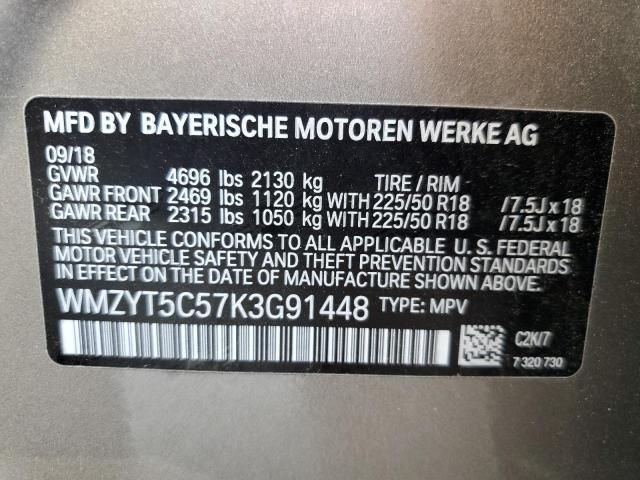 MFD BY BAYERISCHE MOTOREN WERKE AG
09/18
GVWR 4696 lbs 2130 kg TIRE / RIM
GAWR FRONT 2469 lbs 1120 kg WITH 225/50 R18 /7.5J x 18
GAWR REAR 2315 lbs 1050 kg WITH 225/50 R18 /7.5J x 18
THIS VEHICLE CONFORMS TO ALL APPLICABLE U. S. FEDERAL
MOTOR VEHICLE SAFETY AND THEFT PREVENTION STANDARDS
IN EFFECT ON THE DATE OF MANUFACTURE SHOWN ABOVE.
WMZYT5C57K3G91448 TYPE: MPV
C2K/7
7 320 730